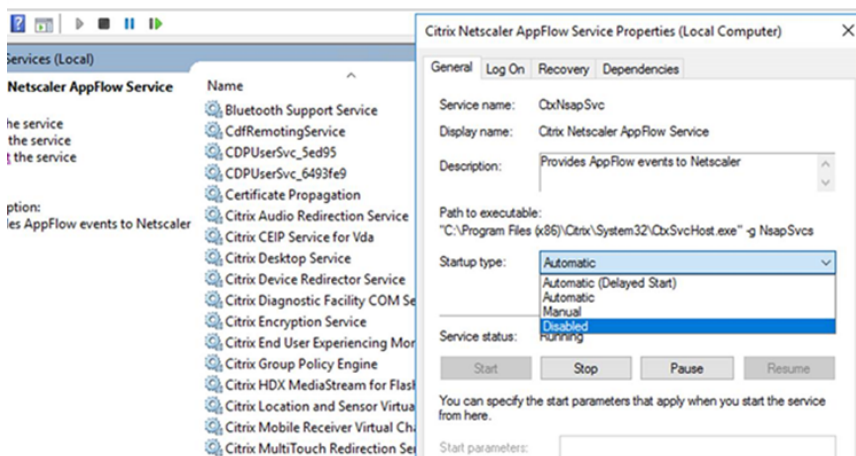 Services (Local)
Netscaler AppFlow Service
he service
the service
t the service
ption:
les AppFlow events to Netscaler
Name
Bluetooth Support Service
CdfRemotingService
CDPUserSvc_5ed95
CDPUserSvc_6493fe9
Certificate Propagation
Citrix Audio Redirection Service
Citrix CEIP Service for Vda
Citrix Desktop Service
Citrix Device Redirector Service
Citrix Diagnostic Facility COM Se
Citrix Encryption Service
Citrix End User Experiencing Mor
Citrix Group Policy Engine
Citrix HDX MediaStream for Flash
Citrix Location and Sensor Virtua
Citrix Mobile Receiver Virtual Cha
Citrix MultiTouch Redirection Ser
Citrix Netscaler AppFlow Service Properties (Local Computer)
General Log On Recovery Dependencies
Service name: CtxNsapSvc
Display name: Citrix Netscaler AppFlow Service
Description: Provides AppFlow events to Netscaler
Path to executable:
"C:\Program Files (x86)\Citrix\System32\CtxSvcHost.exe" -g NsapSvcs
Startup type: Automatic
Automatic (Delayed Start)
Automatic
Manual
Disabled
Service status: Running
Start Stop Pause Resume
You can specify the start parameters that apply when you start the service
from here.
Start parameters: